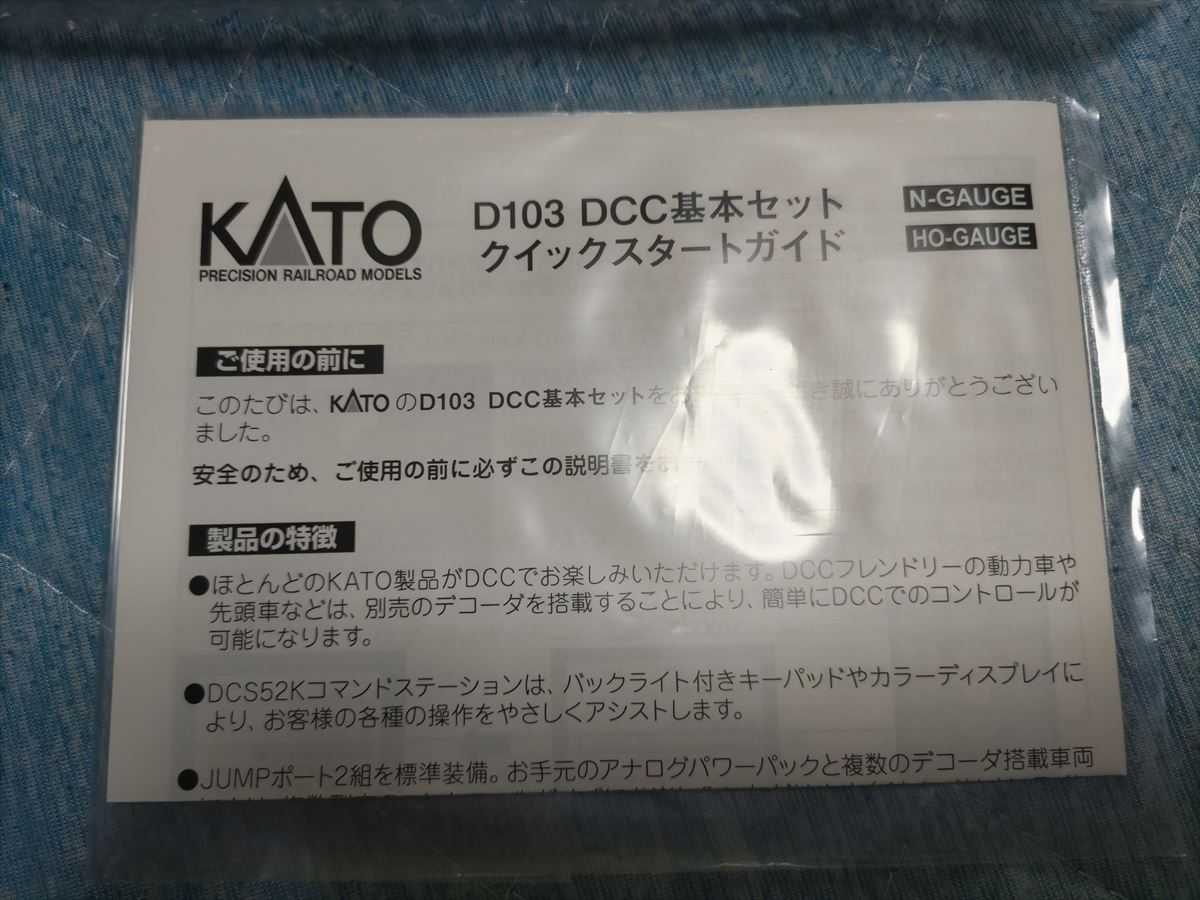 KATO
PRECISION RAILROAD MODELS
D103 DCC基本セット
クイックスタートガイド
N-GAUGE
HO-GAUGE
ご使用の前に
このたびは、KATOのD103 DCC基本セットをお き誠にありがとうござい
ました。
安全のため、ご使用の前に必ずこの説明書をお
製品の特徴
●ほとんどのKATO製品がDCCでお楽しみいただけます。DCCフレンドリーの動力車や
先頭車などは、別売のデコーダを搭載することにより、簡単にDCCでのコントロールが
可能になります。
●DCS52Kコマンドステーションは、バックライト付きキーパッドやカラーディスプレイに
より、お客様の各種の操作をやさしくアシストします。
●JUMPポート2組を標準装備。お手元のアナログパワーパックと複数のデコーダ搭載車両